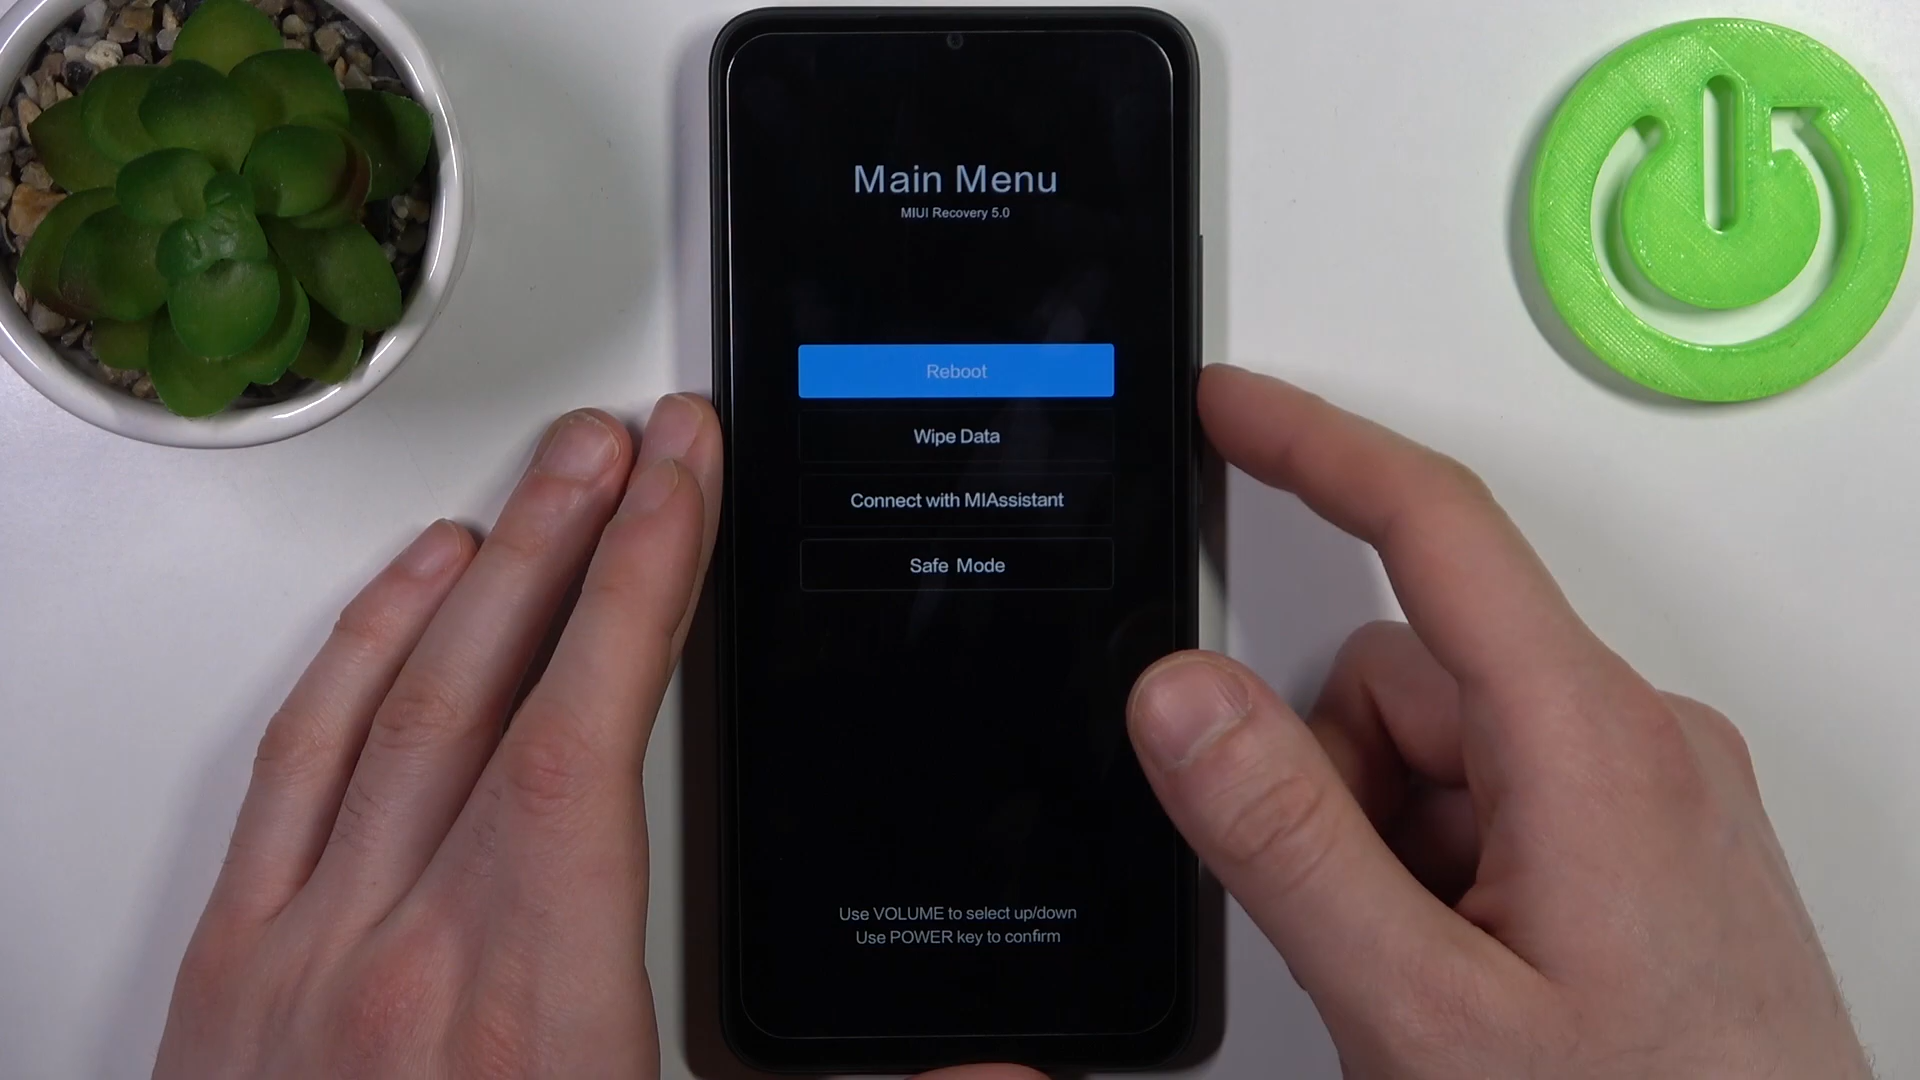 Main Menu
MIUI Recovery 5.0
Reboot
Wipe Data
Connect with MIAssistant
Safe Mode
Use VOLUME to select up/down
Use POWER key to confirm